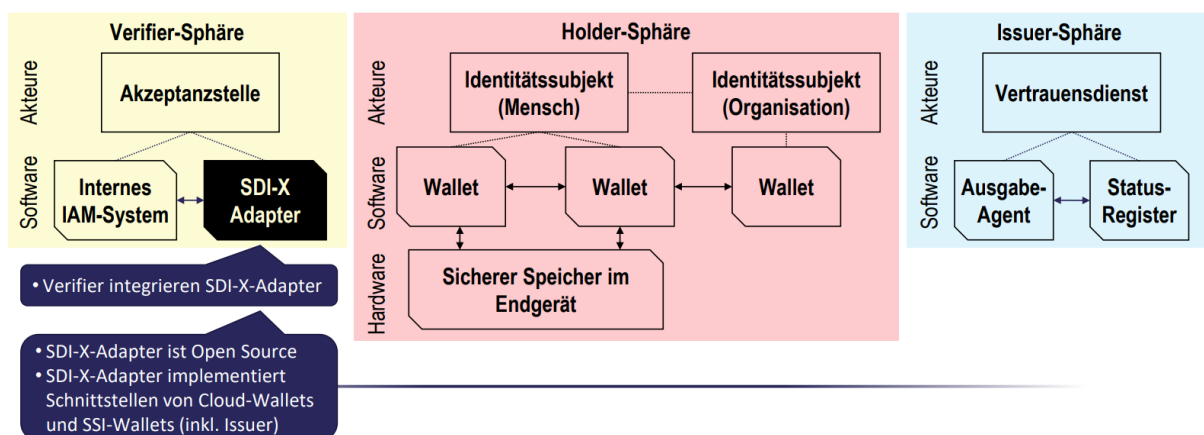 Verifier-Sphäre
Akteure
Akzeptanzstelle
Software
Internes
IAM-System
SDI-X
Adapter
• Verifier integrieren SDI-X-Adapter
• SDI-X-Adapter ist Open Source
• SDI-X-Adapter implementiert
Schnittstellen von Cloud-Wallets
und SSI-Wallets (inkl. Issuer)
Holder-Sphäre
Akteure
Identitätssubjekt
(Mensch)
Identitätssubjekt
(Organisation)
Software
Wallet
Wallet
Wallet
Hardware
Sicherer Speicher im
Endgerät
Issuer-Sphäre
Akteure
Vertrauensdienst
Software
Ausgabe-
Agent
Status-
Register